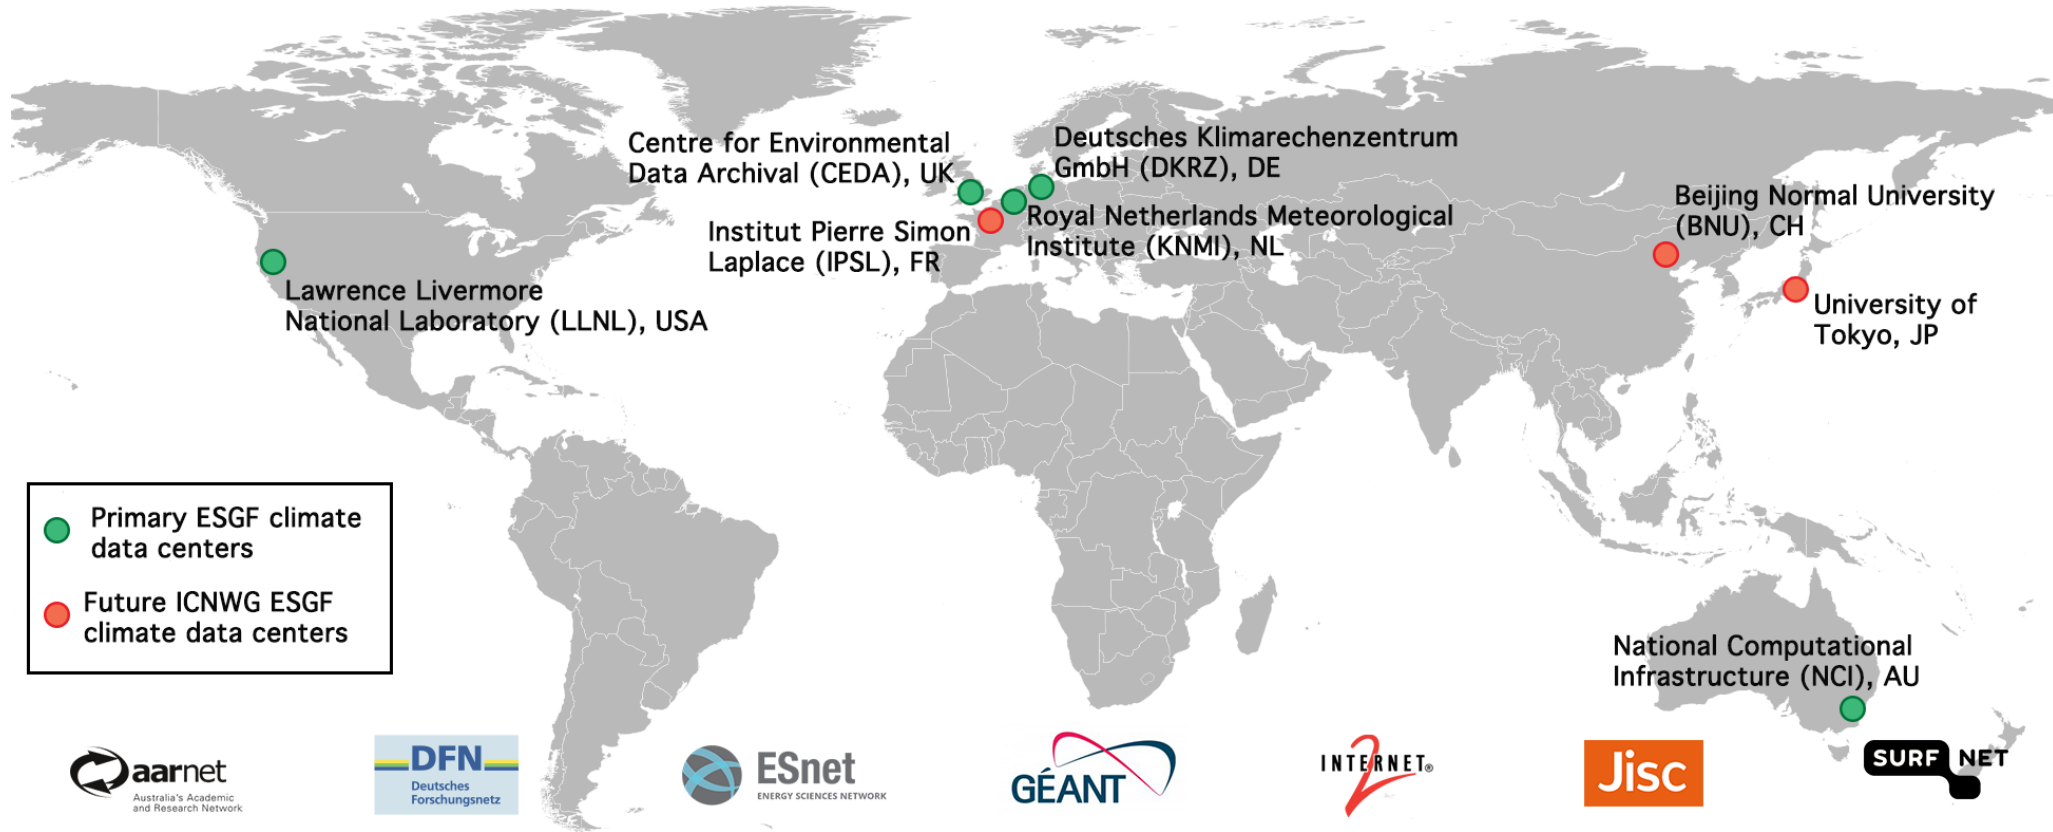 Centre for Environmental
Data Archival (CEDA), UK
Deutsches Klimarechenzentrum
GmbH (DKRZ), DE
Institut Pierre Simon
Laplace (IPSL), FR
Royal Netherlands Meteorological
Institute (KNMI), NL
Beijing Normal University
(BNU), CH
Lawrence Livermore
National Laboratory (LLNL), USA
University of
Tokyo, JP
Primary ESGF climate
data centers
Future ICNWG ESGF
climate data centers
National Computational
Infrastructure (NCI), AU
aarnet
Australia's Academic
and Research Network
DFN
Deutsches
Forschungsnetz
ESnet
ENERGY SCIENCES NETWORK
GÉANT
INTERNET®
2
Jisc
SURF NET